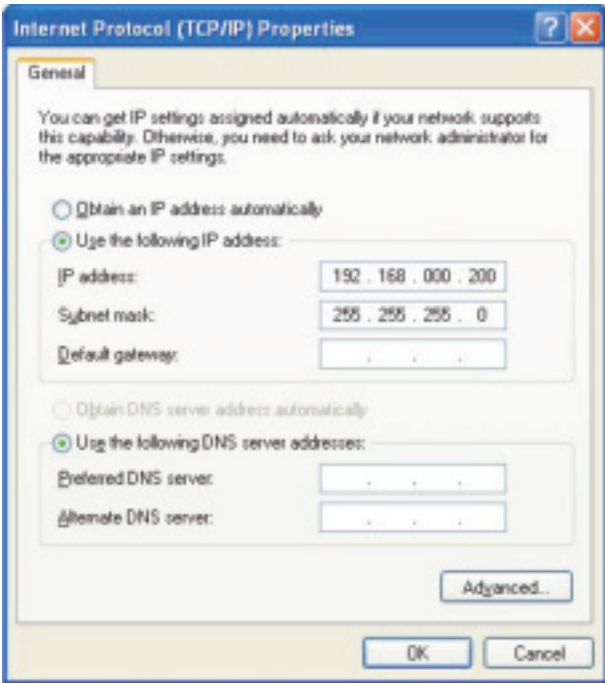 Internet Protocol (TCP/IP) Properties
General
You can get IP settings assigned automatically if your network supports
this capability. Otherwise, you need to ask your network administrator for
the appropriate IP settings.
Obtain an IP address automatically
Use the following IP address:
IP address: 192 . 168 . 000 . 200
Subnet mask: 255 . 255 . 255 . 0
Default gateway: . . .
Obtain DNS server address automatically
Use the following DNS server addresses:
Preferred DNS server: . . .
Alternate DNS server: . . .
Advanced...
OK Cancel